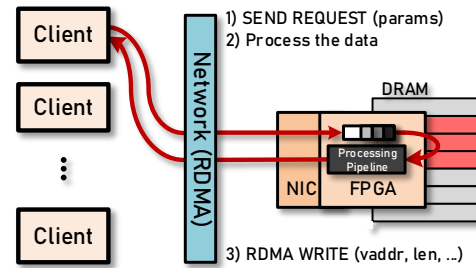 Client
Client
⋮
Client
Network (RDMA)
1) SEND REQUEST (params)
2) Process the data
DRAM
Processing
Pipeline
NIC
FPGA
3) RDMA WRITE (vaddr, len, ...)